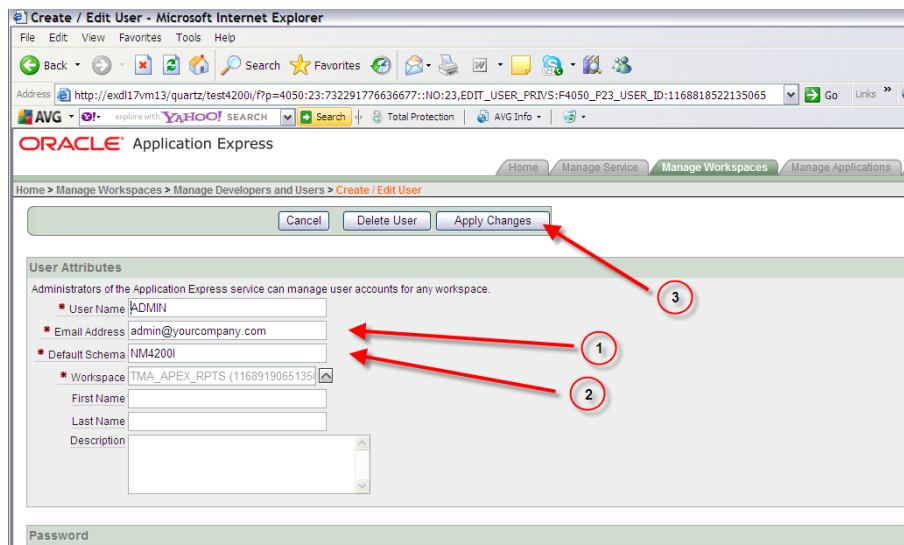 Create / Edit User - Microsoft Internet Explorer
File Edit View Favorites Tools Help
Back Search Favorites
Address http://exdl17vm13/quartz/test4200i/f?p=4050:23:732291776636677::NO:23,EDIT_USER_PRIVS:F4050_P23_USER_ID:1168818522135065 Go Links »
AVG explore with YAHOO! SEARCH Search Total Protection AVG Info
ORACLE Application Express
Home Manage Service Manage Workspaces Manage Applications
Home > Manage Workspaces > Manage Developers and Users > Create / Edit User
Cancel Delete User Apply Changes
User Attributes
Administrators of the Application Express service can manage user accounts for any workspace.
3
* User Name ADMIN
* Email Address admin@yourcompany.com
1
* Default Schema NM4200I
* Workspace TMA_APEX_RPTS (1168919065135
2
First Name
Last Name
Description
Password